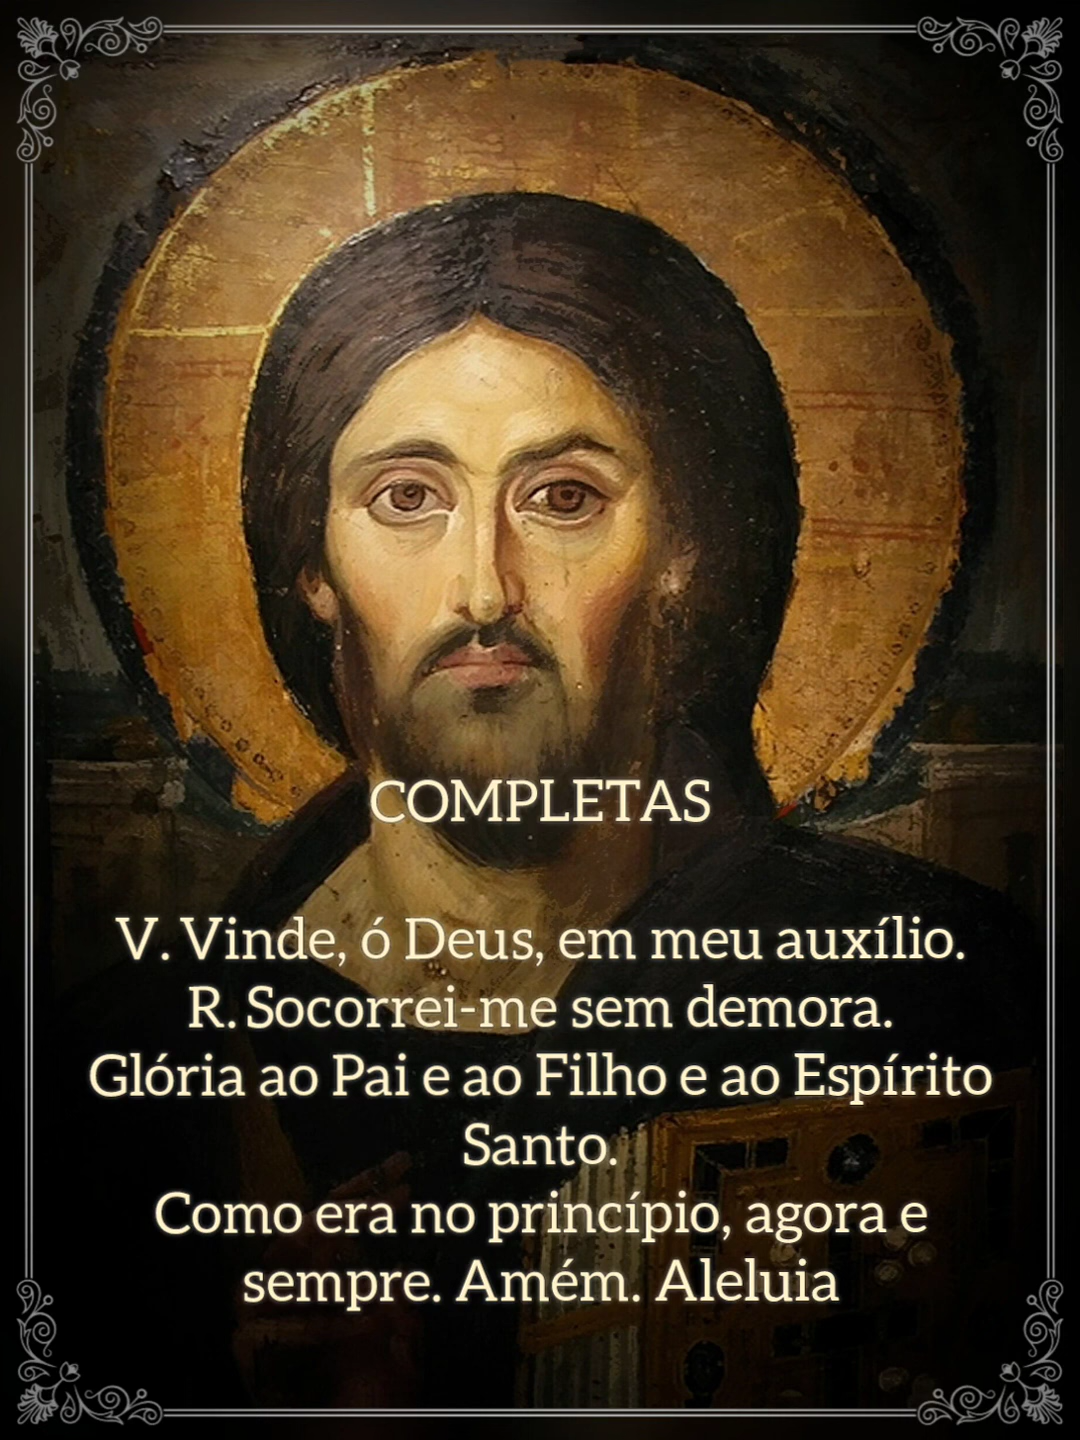 COMPLETAS
V. Vinde, ó Deus, em meu auxílio.
R. Socorrei-me sem demora.
Glória ao Pai e ao Filho e ao Espírito
Santo.
Como era no princípio, agora e
sempre. Amém. Aleluia